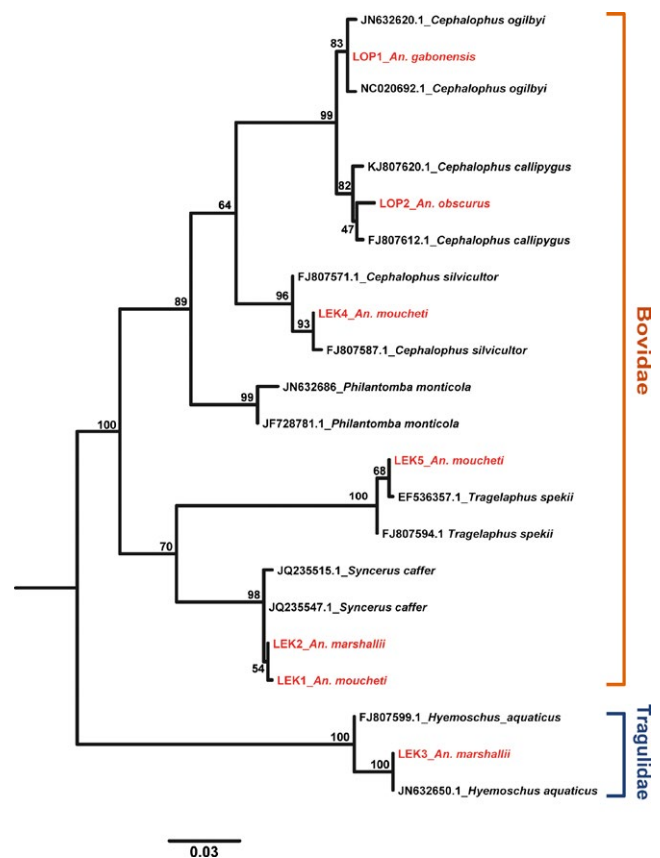 JN632620.1_Cephalophus ogilbyi
83
LOP1_An. gabonensis
NC020692.1_Cephalophus ogilbyi
99
KJ807620.1_Cephalophus callipygus
82
LOP2_An. obscurus
64
47
FJ807612.1_Cephalophus callipygus
FJ807571.1_Cephalophus silvicultor
96
89
LEK4_An. moucheti
93
FJ807587.1_Cephalophus silvicultor
JN632686_Philantomba monticola
99
JF728781.1_Philantomba monticola
100
LEK5_An. moucheti
68
100
EF536357.1_Tragelaphus spekii
FJ807594.1 Tragelaphus spekii
70
JQ235515.1_Syncerus caffer
98
JQ235547.1_Syncerus caffer
LEK2_An. marshallii
54
LEK1_An. moucheti
Bovidae
FJ807599.1_Hyemoschus_aquaticus
100
LEK3_An. marshallii
100
JN632650.1_Hyemoschus aquaticus
Tragulidae
0.03